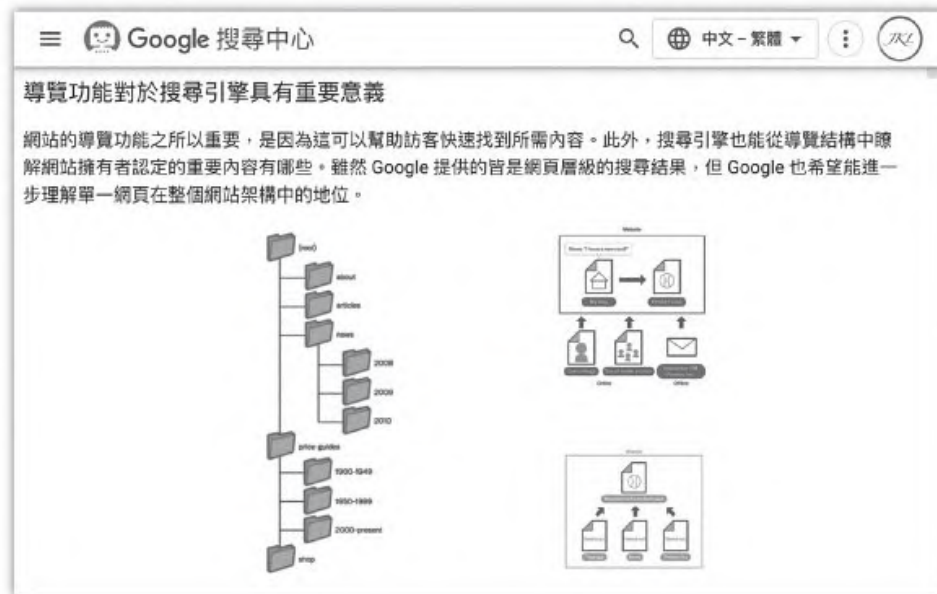 Google 搜尋中心
中文 – 繁體
JKL
導覽功能對於搜尋引擎具有重要意義
網站的導覽功能之所以重要，是因為這可以幫助訪客快速找到所需內容。此外，搜尋引擎也能從導覽結構中瞭
解網站擁有者認定的重要內容有哪些。雖然 Google 提供的皆是網頁層級的搜尋結果，但 Google 也希望能進一
步理解單一網頁在整個網站架構中的地位。
(root)
about
articles
news
2008
2009
2010
price-guides
1900-1949
1950-1999
2000-present
shop
Website
Online
Offline
Website